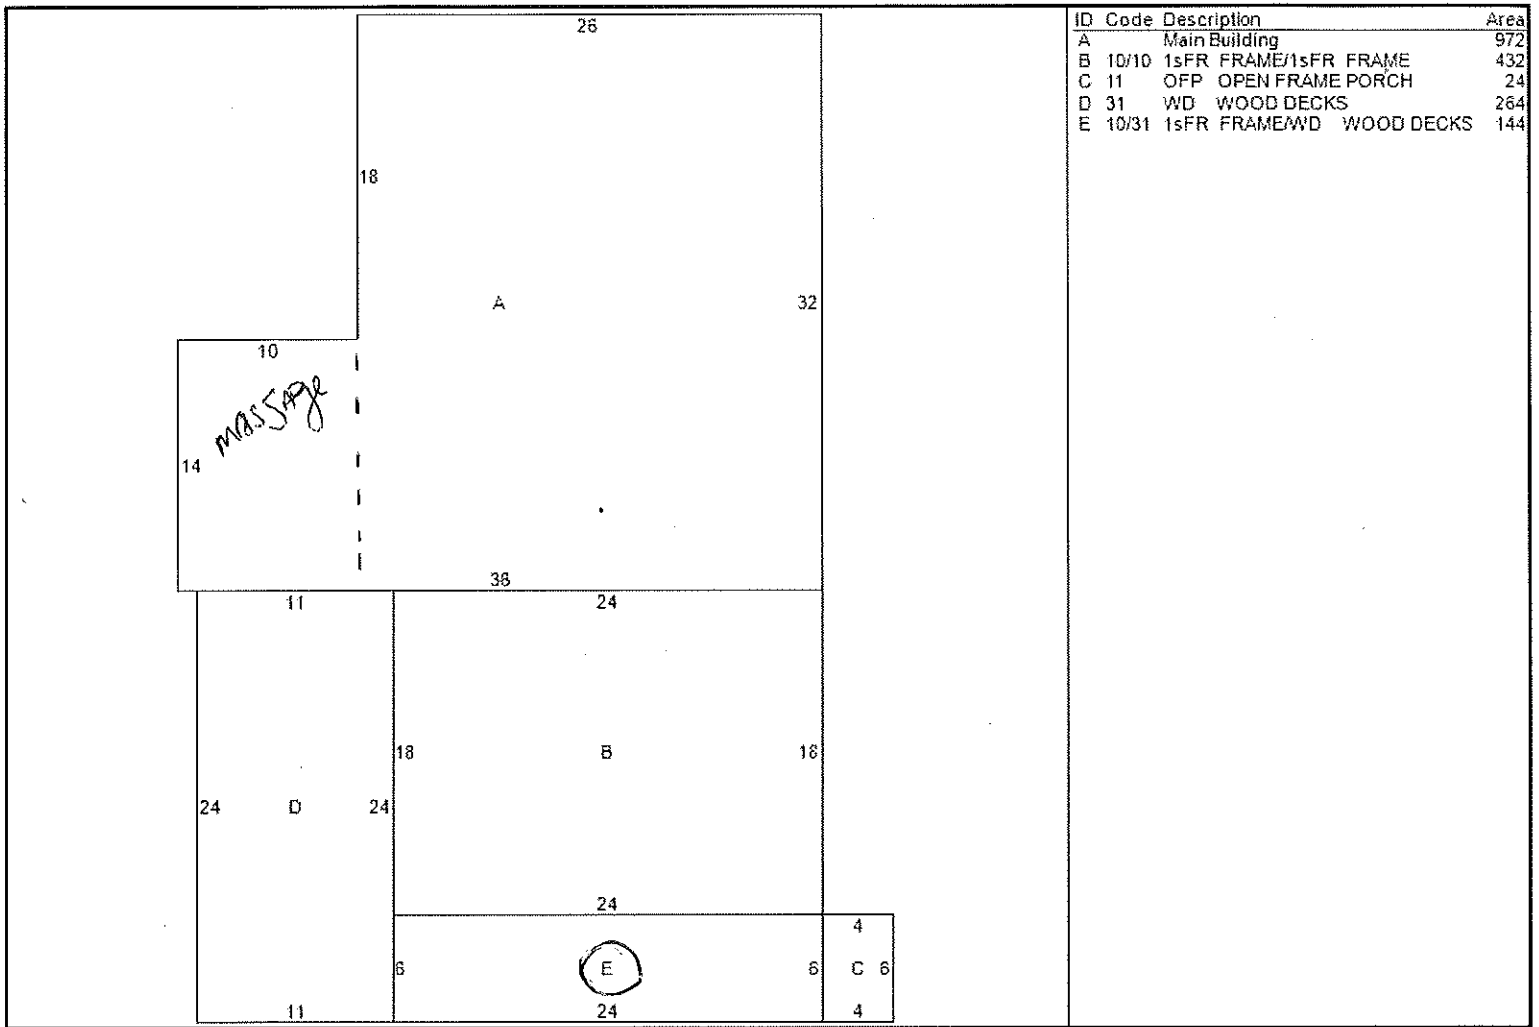 26
18
A
32
10
massage
14
36
11
24
18
B
18
24
D
24
24
4
6
E
6
C
6
11
24
4
ID Code Description Area
A Main Building 972
B 10/10 1sFR FRAME/1sFR FRAME 432
C 11 OFP OPEN FRAME PORCH 24
D 31 WD WOOD DECKS 264
E 10/31 1sFR FRAME/WD WOOD DECKS 144